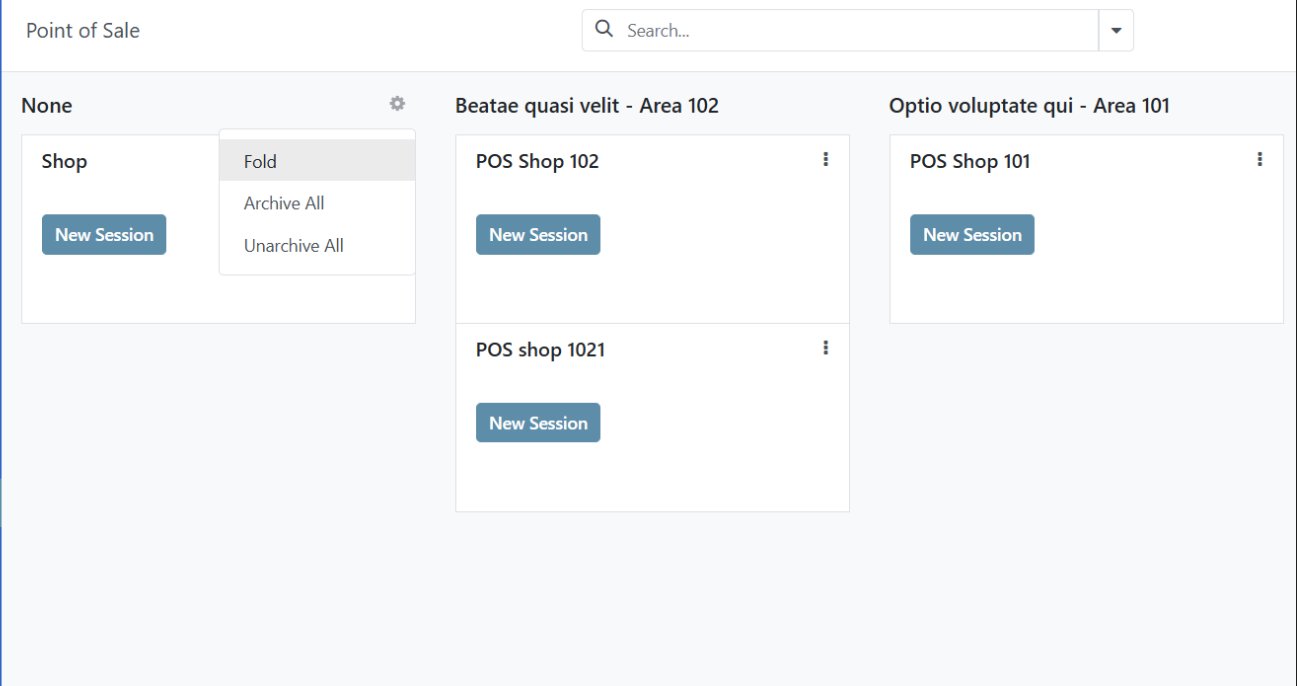 Point of Sale
Search...
None
Shop
New Session
Fold
Archive All
Unarchive All
Beatae quasi velit - Area 102
POS Shop 102
New Session
POS shop 1021
New Session
Optio voluptate qui - Area 101
POS Shop 101
New Session